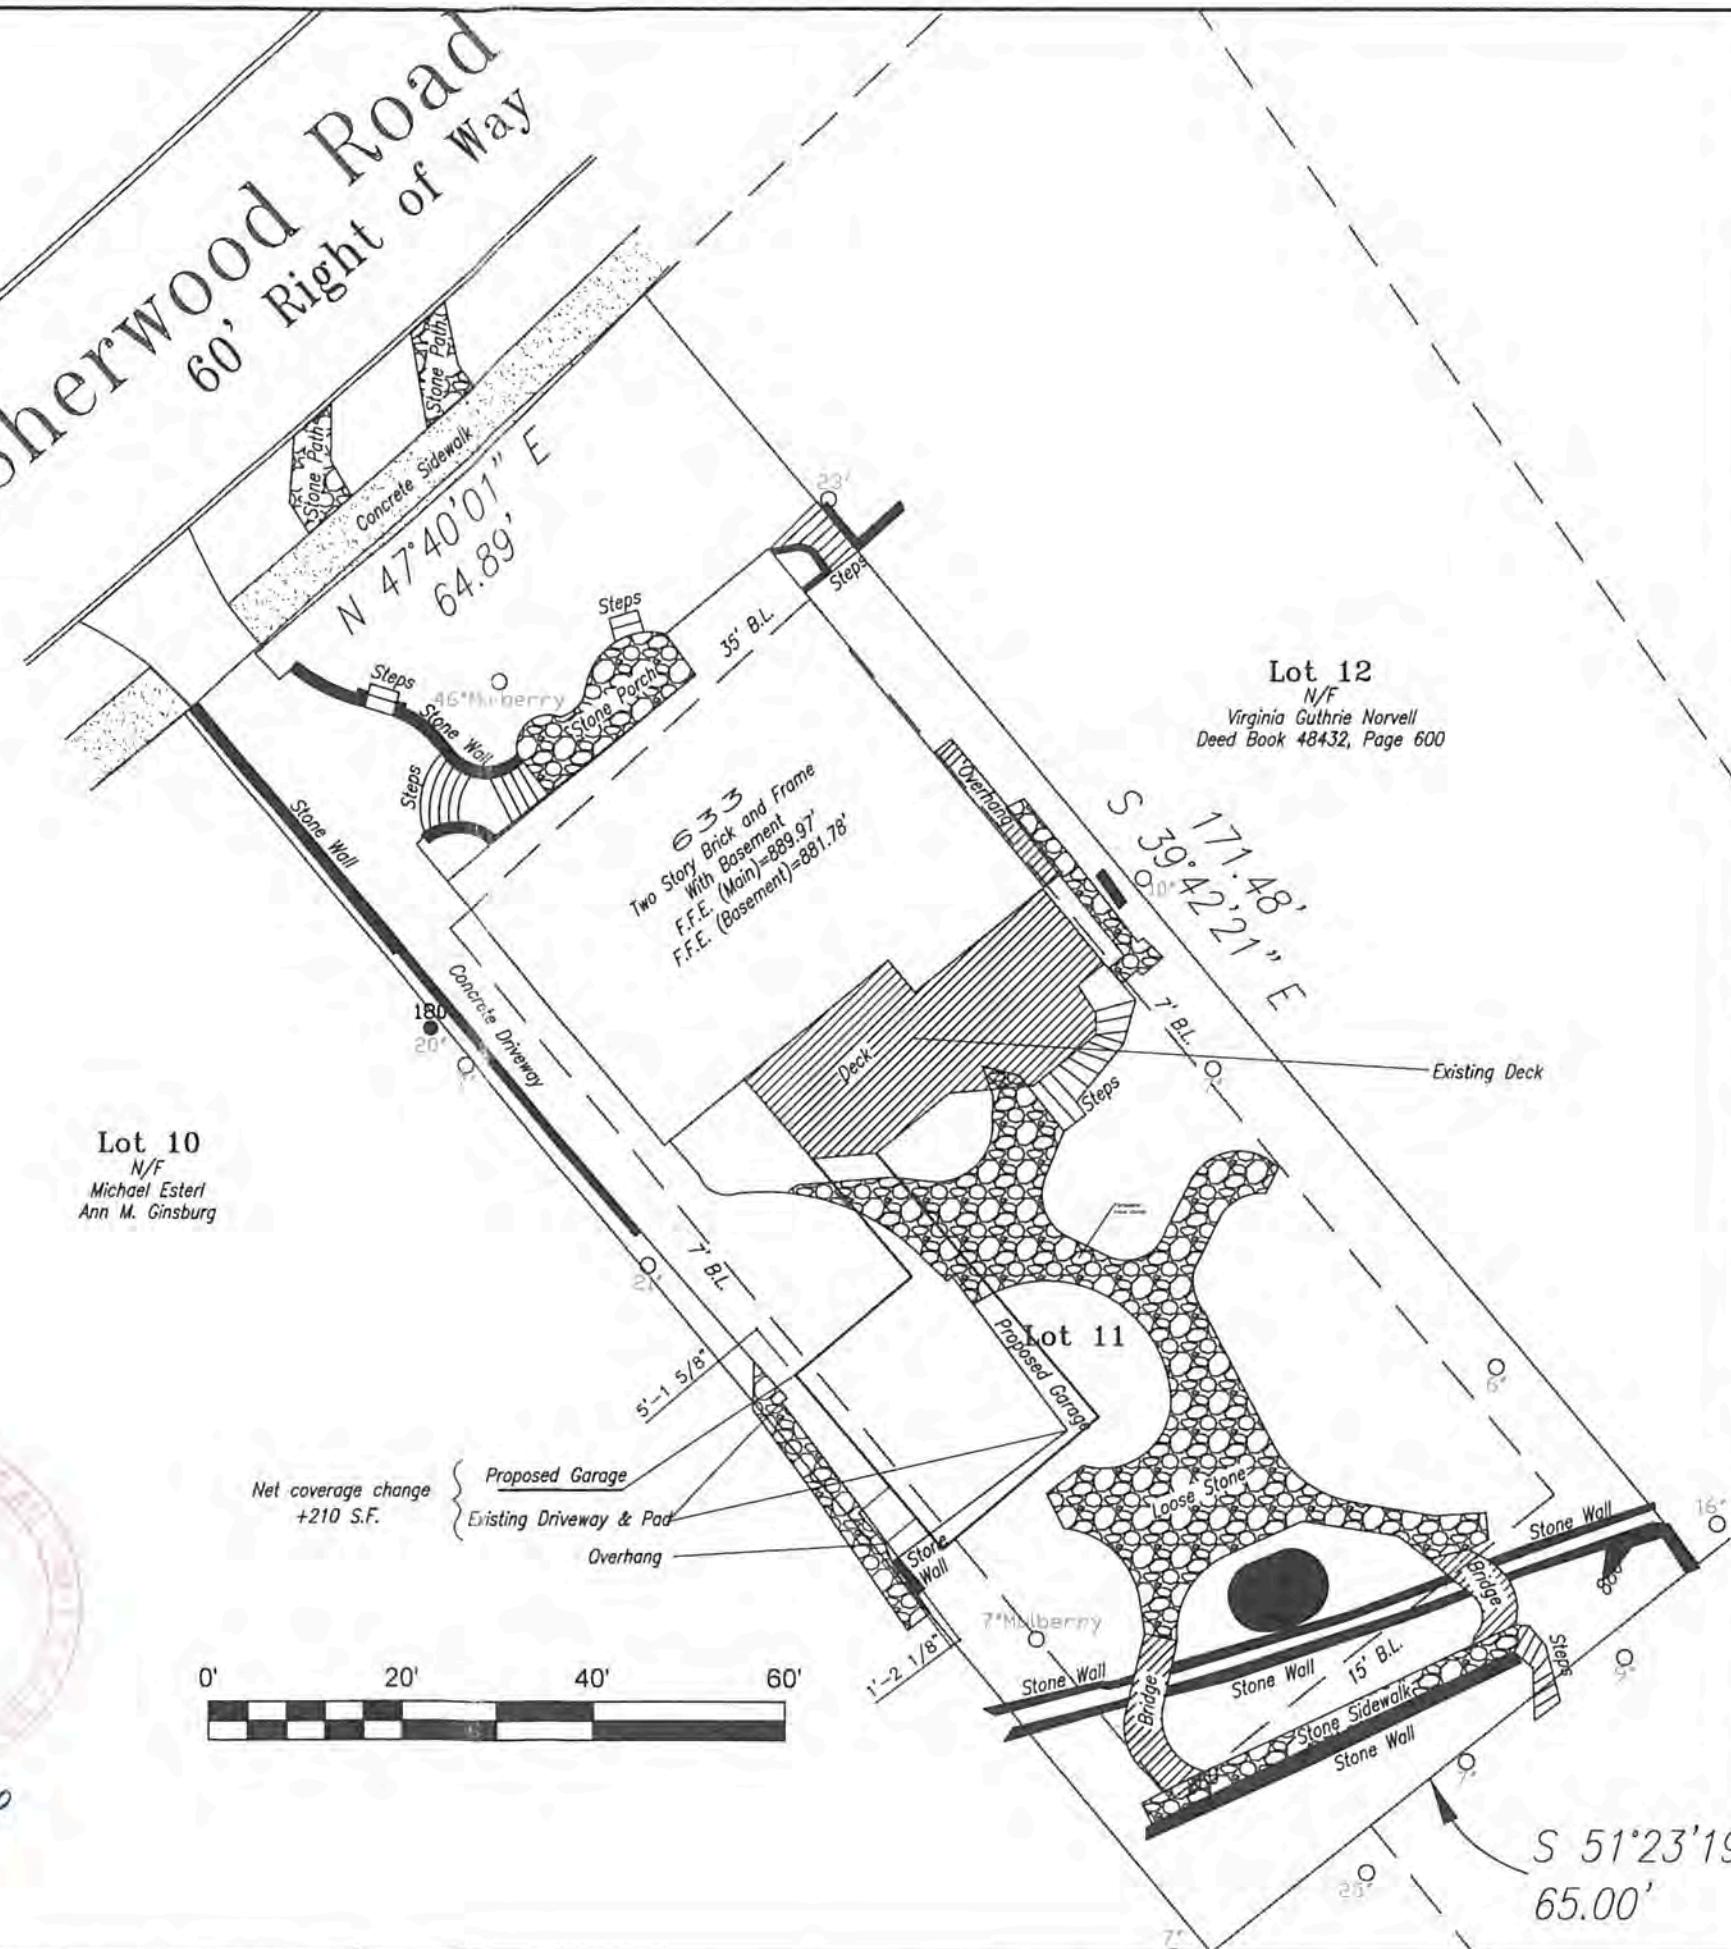 Sherwood Road
60' Right of Way
Stone Path
Stone Path
Concrete Sidewalk
N 47°40'01" E
64.89'
23'
Steps
Steps
35' B.L.
Steps
46"Mulberry
Stone Porch
Stone Wall
Steps
Stone Wall
Lot 12
N/F
Virginia Guthrie Norvell
Deed Book 48432, Page 600
Overhang
633
Two Story Brick and Frame
With Basement
F.F.E. (Main)=889.97'
F.F.E. (Basement)=881.78'
171.48'
S 39°42'21" E
10"
Concrete Driveway
180
20"
7' B.L.
Deck
Existing Deck
Steps
Lot 10
N/F
Michael Esterl
Ann M. Ginsburg
7' B.L.
21"
Lot 11
Proposed Garage
5'-1 5/8"
6"
Net coverage change
+210 S.F.
Proposed Garage
Existing Driveway & Pad
Overhang
Stone
Wall
Loose Stone
Stone Wall
16"
Bridge
7"Mulberry
1'-2 1/8"
Stone Wall
Bridge
Stone Wall
15' B.L.
Stone Sidewalk
Stone Wall
Steps
9"
0' 20' 40' 60'
S 51°23'19
65.00'
7"